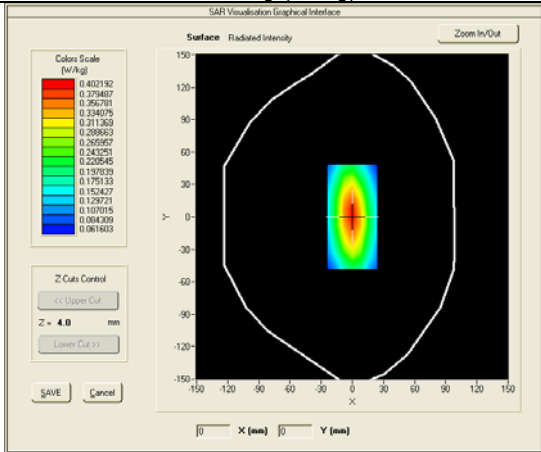 SAR Visualisation Graphical Interface
Surface Radiated Intensity
Zoom In/Out
Colors Scale
(W/kg)
0.402192
0.379487
0.356781
0.334075
0.311369
0.288663
0.265957
0.243251
0.220545
0.197839
0.175133
0.152427
0.129721
0.107015
0.084309
0.061603
Z Cuts Control
<< Upper Cut
Z = 4.0 mm
Lower Cut >>
SAVE Cancel
150-
120-
90-
60-
30-
0-
-30-
-60-
-90-
-120-
-150-
Y
-150 -120 -90 -60 -30 0 30 60 90 120 150
X
0 X (mm) 0 Y (mm)